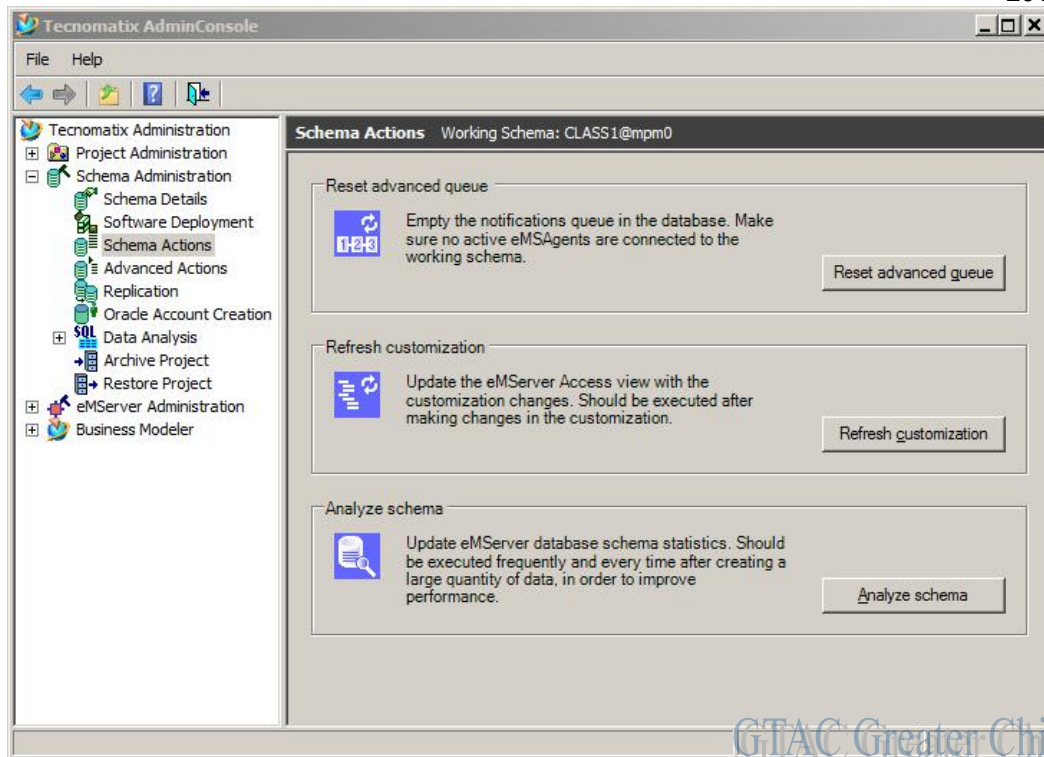 Tecnomatix AdminConsole
File Help
Tecnomatix Administration
Project Administration
Schema Administration
Schema Details
Software Deployment
Schema Actions
Advanced Actions
Replication
Oracle Account Creation
SQL Data Analysis
Archive Project
Restore Project
eMServer Administration
Business Modeler
Schema Actions Working Schema: CLASS1@mpm0
Reset advanced queue
1-2-3
Empty the notifications queue in the database. Make
sure no active eMSAgents are connected to the
working schema.
Reset advanced queue
Refresh customization
Update the eMServer Access view with the
customization changes. Should be executed after
making changes in the customization.
Refresh customization
Analyze schema
Update eMServer database schema statistics. Should
be executed frequently and every time after creating a
large quantity of data, in order to improve
performance.
Analyze schema
GTAC Greater Chi